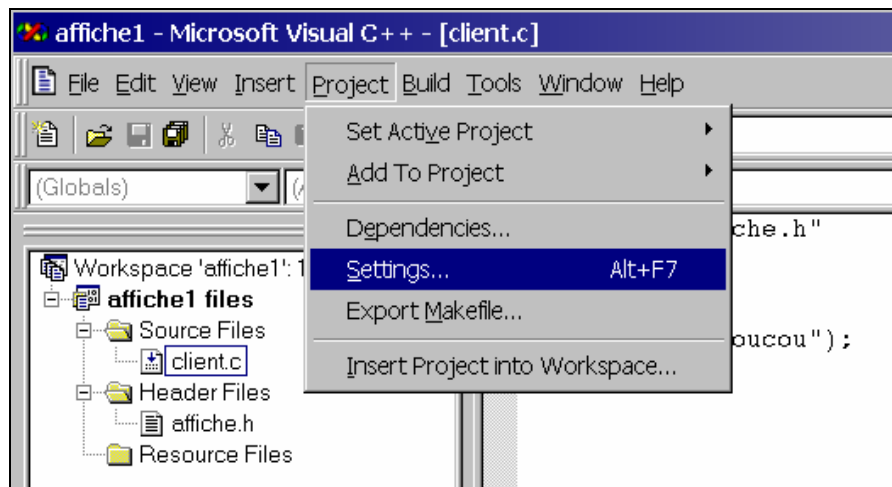 affiche1 - Microsoft Visual C++ - [client.c]
File Edit View Insert Project Build Tools Window Help
Set Active Project
Add To Project
(Globals)
Dependencies...
che.h"
Settings... Alt+F7
Workspace 'affiche1': 1
affiche1 files
Export Makefile...
Source Files
oucou");
client.c
Insert Project into Workspace...
Header Files
affiche.h
Resource Files